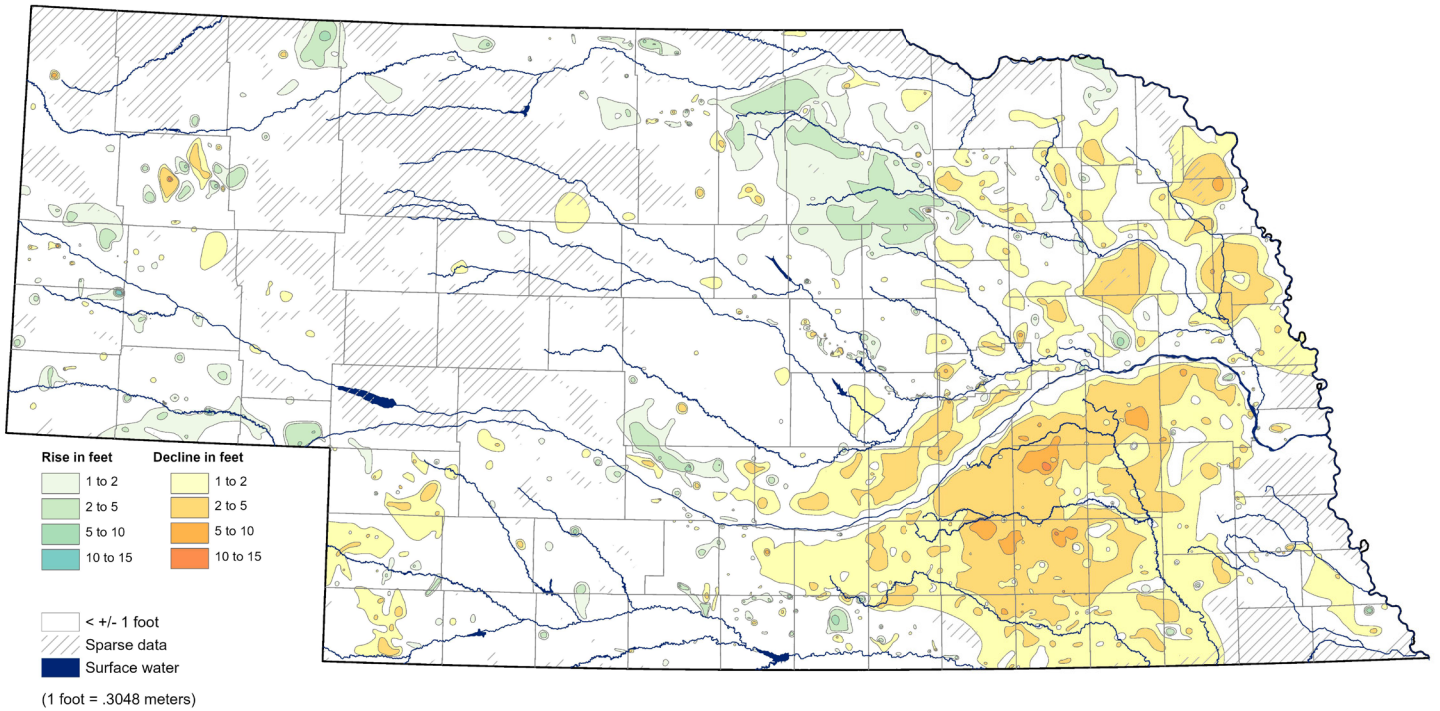 Rise in feet Decline in feet
1 to 2 1 to 2
2 to 5 2 to 5
5 to 10 5 to 10
10 to 15 10 to 15
< +/- 1 foot
Sparse data
Surface water
(1 foot = .3048 meters)